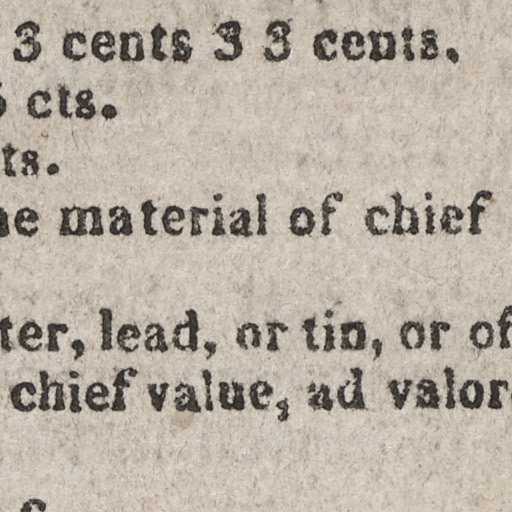 3 cents 3 3 cents.
cts.
ts.
material of chief
ter, lead, or tin, or of
chief value, ad valor